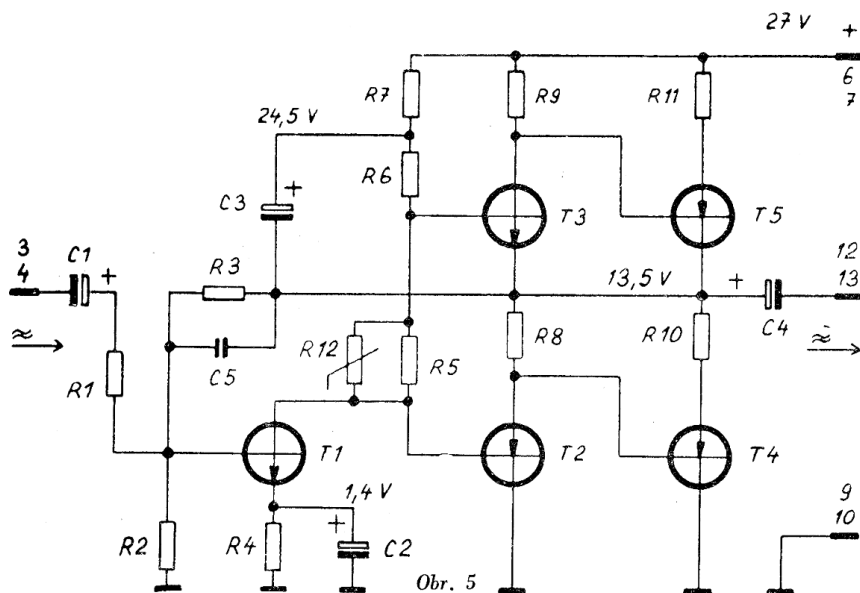 27 V
+
6
7
R7
R9
R11
24,5 V
R6
C3
+
T3
T5
3
4
C1
+
R3
13,5 V
+
12
13
≈
C5
R12
R5
R8
R10
C4
≈
R1
T1
T2
T4
1,4 V
+
R2
R4
C2
9
10
Obr. 5